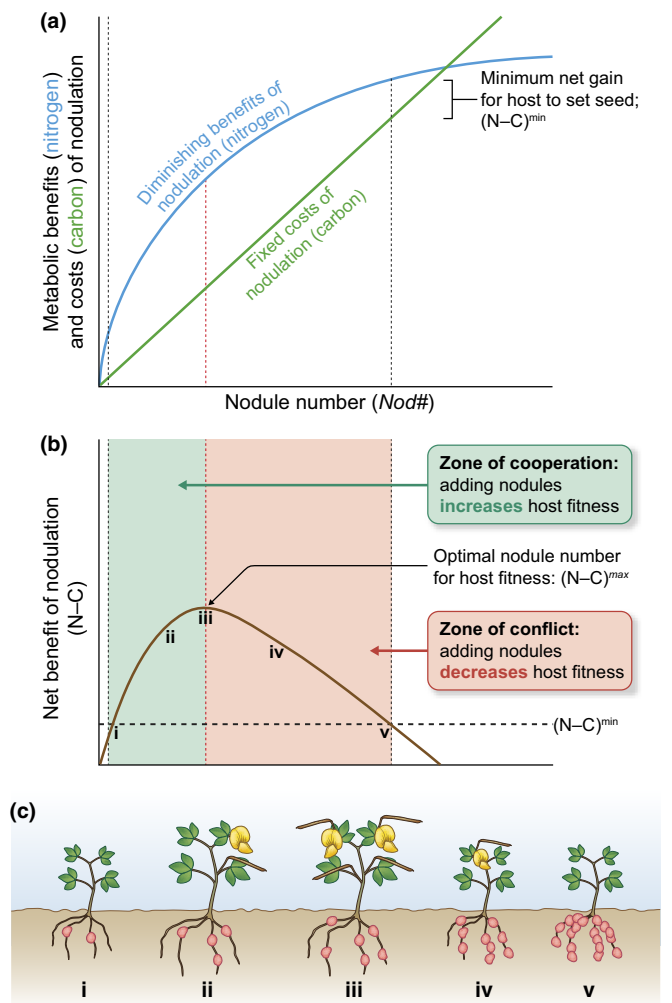 (a)
Metabolic benefits (nitrogen)
and costs (carbon) of nodulation
Diminishing benefits of
nodulation (nitrogen)
Fixed costs of
nodulation (carbon)
Minimum net gain
for host to set seed;
(N–C)min
Nodule number (Nod#)
(b)
Net benefit of nodulation
(N–C)
Zone of cooperation:
adding nodules
increases host fitness
Optimal nodule number
for host fitness: (N–C)max
Zone of conflict:
adding nodules
decreases host fitness
i
ii
iii
iv
v
(N–C)min
(c)
i
ii
iii
iv
v